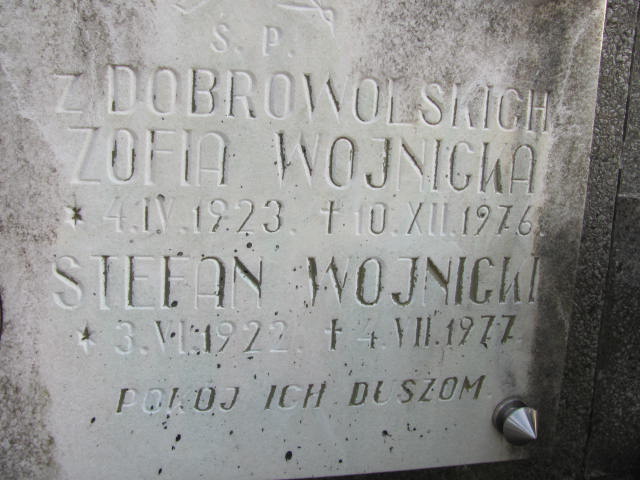 Ś. P.
Z DOBROWOLSKICH
ZOFIA WOJNICKA
* 4.IV.1923. † 10.XII.1976.
STEFAN WOJNICKI
* 3.VI.1922. † 4.VII.1977.
POKÓJ ICH DUSZOM.